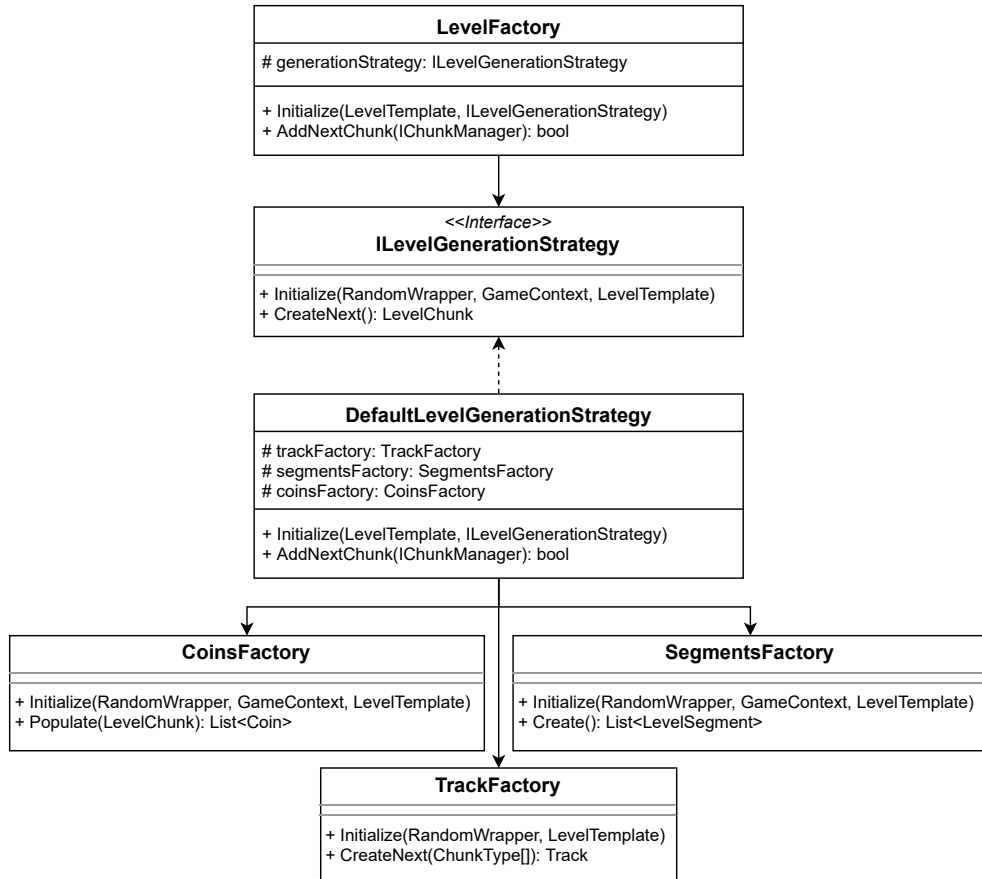 LevelFactory
# generationStrategy: ILevelGenerationStrategy
+ Initialize(LevelTemplate, ILevelGenerationStrategy)
+ AddNextChunk(IChunkManager): bool
<<Interface>>
ILevelGenerationStrategy
+ Initialize(RandomWrapper, GameContext, LevelTemplate)
+ CreateNext(): LevelChunk
DefaultLevelGenerationStrategy
# trackFactory: TrackFactory
# segmentsFactory: SegmentsFactory
# coinsFactory: CoinsFactory
+ Initialize(LevelTemplate, ILevelGenerationStrategy)
+ AddNextChunk(IChunkManager): bool
CoinsFactory
+ Initialize(RandomWrapper, GameContext, LevelTemplate)
+ Populate(LevelChunk): List<Coin>
SegmentsFactory
+ Initialize(RandomWrapper, GameContext, LevelTemplate)
+ Create(): List<LevelSegment>
TrackFactory
+ Initialize(RandomWrapper, LevelTemplate)
+ CreateNext(ChunkType[]): Track